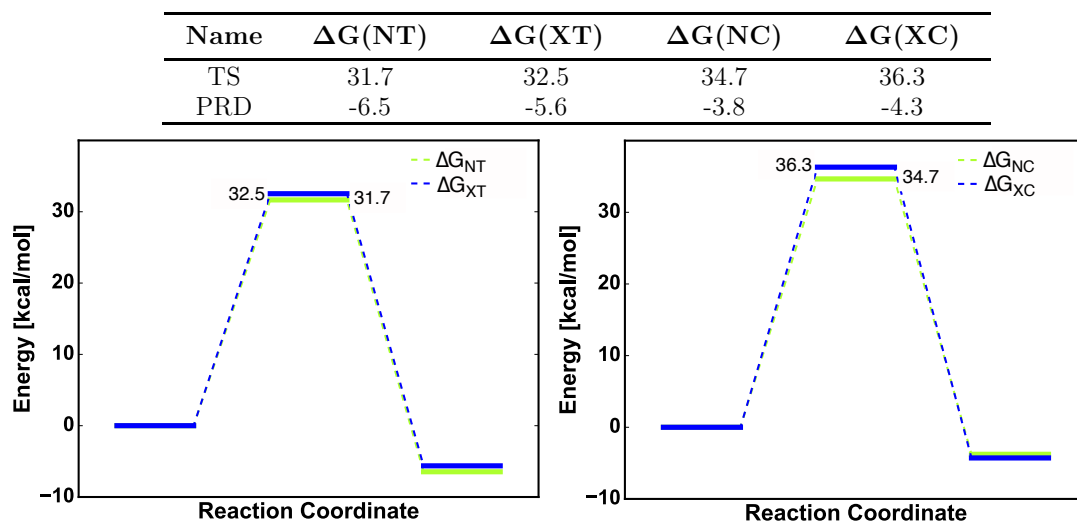 Name ΔG(NT) ΔG(XT) ΔG(NC) ΔG(XC)
TS 31.7 32.5 34.7 36.3
PRD -6.5 -5.6 -3.8 -4.3
ΔG_NT
ΔG_XT
32.5 31.7
30
20
10
0
−10
Energy [kcal/mol]
Reaction Coordinate
ΔG_NC
ΔG_XC
36.3 34.7
30
20
10
0
−10
Energy [kcal/mol]
Reaction Coordinate